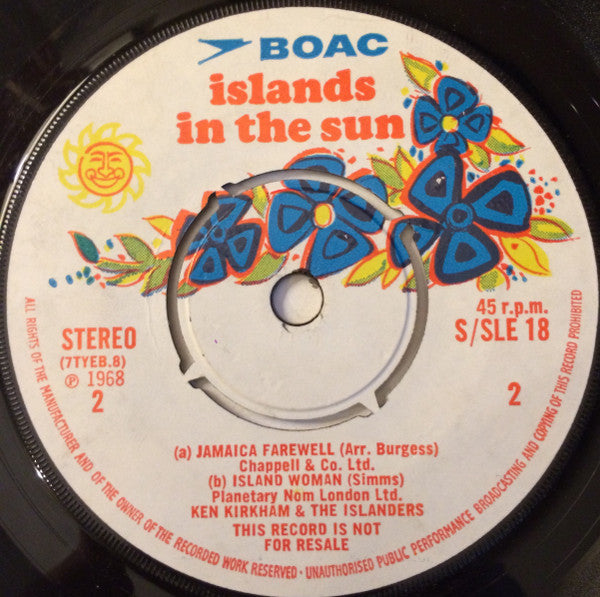 BOAC
islands
in the sun
STEREO
(7TYEB.8)
℗ 1968
2
45 r.p.m.
S/SLE 18
2
(a) JAMAICA FAREWELL (Arr. Burgess)
Chappell & Co. Ltd.
(b) ISLAND WOMAN (Simms)
Planetary Nom London Ltd.
KEN KIRKHAM & THE ISLANDERS
THIS RECORD IS NOT
FOR RESALE
ALL RIGHTS OF THE MANUFACTURER AND OF THE OWNER OF THE RECORDED WORK RESERVED · UNAUTHORISED PUBLIC PERFORMANCE BROADCASTING AND COPYING OF THIS RECORD PROHIBITED